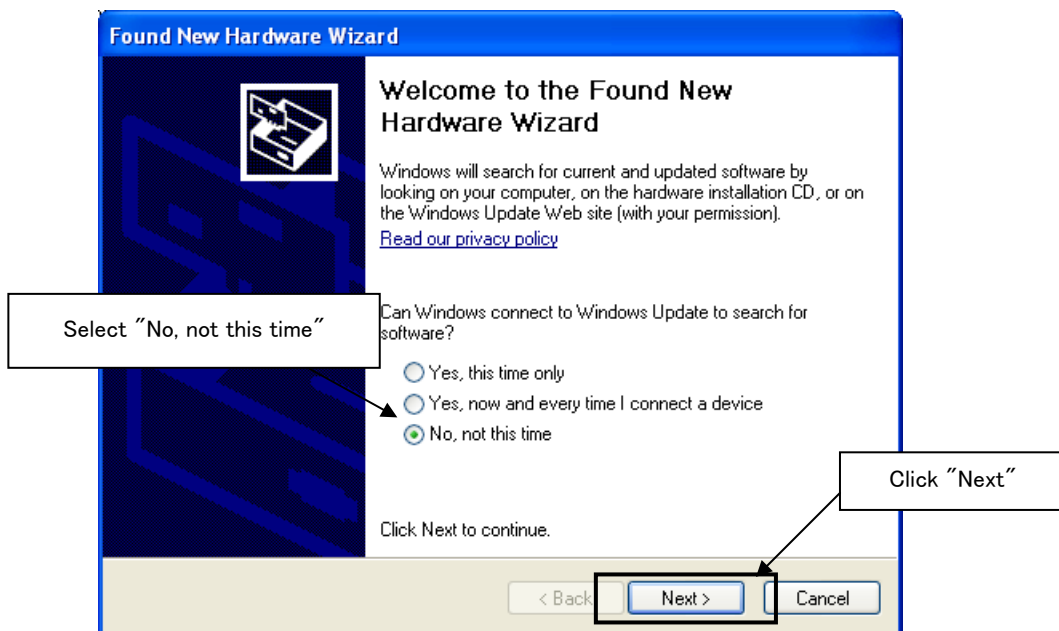 Found New Hardware Wizard
Welcome to the Found New
Hardware Wizard
Windows will search for current and updated software by
looking on your computer, on the hardware installation CD, or on
the Windows Update Web site (with your permission).
Read our privacy policy
Can Windows connect to Windows Update to search for
software?
Select "No, not this time"
Yes, this time only
Yes, now and every time I connect a device
No, not this time
Click "Next"
Click Next to continue.
< Back
Next >
Cancel